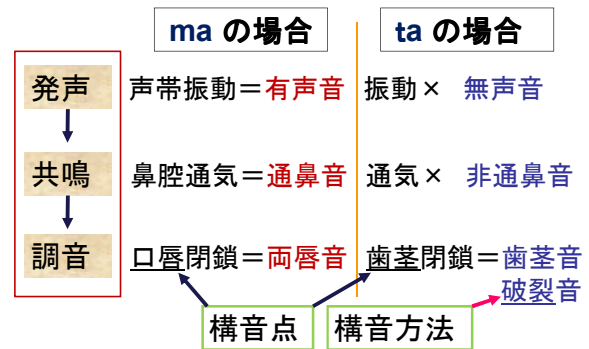 ma の場合 ta の場合
発声 声帯振動＝有声音 振動× 無声音
共鳴 鼻腔通気＝通鼻音 通気× 非通鼻音
調音 口唇閉鎖＝両唇音 歯茎閉鎖＝歯茎音
破裂音
構音点 構音方法